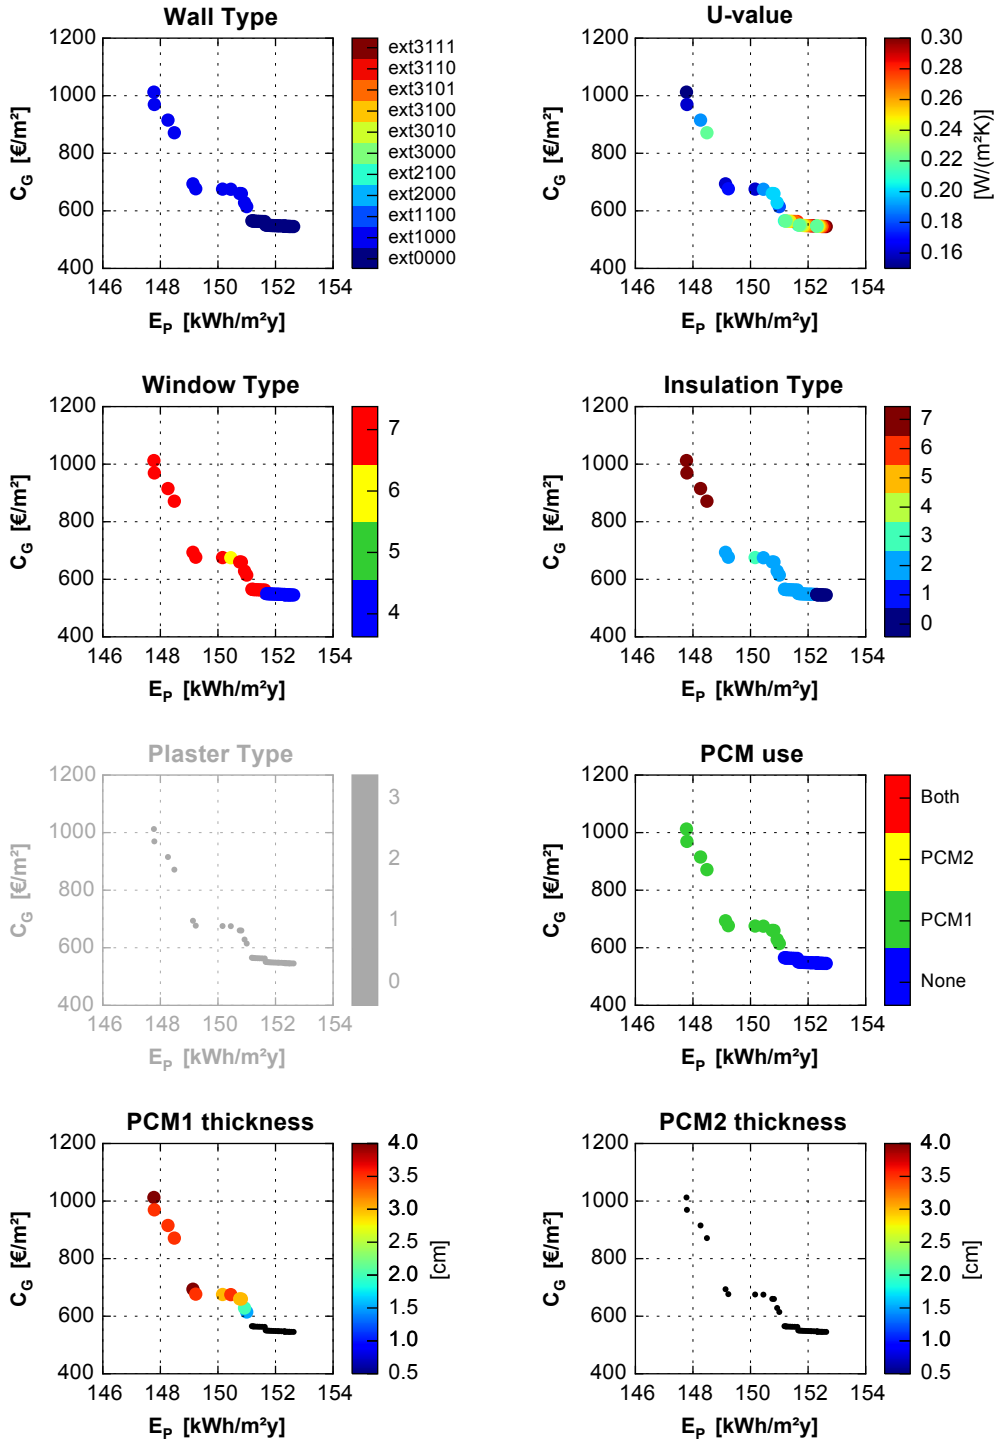 Wall Type
1200
1000
800
600
400
C_G [€/m²]
146 148 150 152 154
E_P [kWh/m²y]
ext3111
ext3110
ext3101
ext3100
ext3010
ext3000
ext2100
ext2000
ext1100
ext1000
ext0000
U-value
1200
1000
800
600
400
C_G [€/m²]
146 148 150 152 154
E_P [kWh/m²y]
0.30
0.28
0.26
0.24
0.22
0.20
0.18
0.16
[W/(m²K)]
Window Type
1200
1000
800
600
400
C_G [€/m²]
146 148 150 152 154
E_P [kWh/m²y]
7
6
5
4
Insulation Type
1200
1000
800
600
400
C_G [€/m²]
146 148 150 152 154
E_P [kWh/m²y]
7
6
5
4
3
2
1
0
Plaster Type
1200
1000
800
600
400
C_G [€/m²]
146 148 150 152 154
E_P [kWh/m²y]
3
2
1
0
PCM use
1200
1000
800
600
400
C_G [€/m²]
146 148 150 152 154
E_P [kWh/m²y]
Both
PCM2
PCM1
None
PCM1 thickness
1200
1000
800
600
400
C_G [€/m²]
146 148 150 152 154
E_P [kWh/m²y]
4.0
3.5
3.0
2.5
2.0
1.5
1.0
0.5
[cm]
PCM2 thickness
1200
1000
800
600
400
C_G [€/m²]
146 148 150 152 154
E_P [kWh/m²y]
4.0
3.5
3.0
2.5
2.0
1.5
1.0
0.5
[cm]